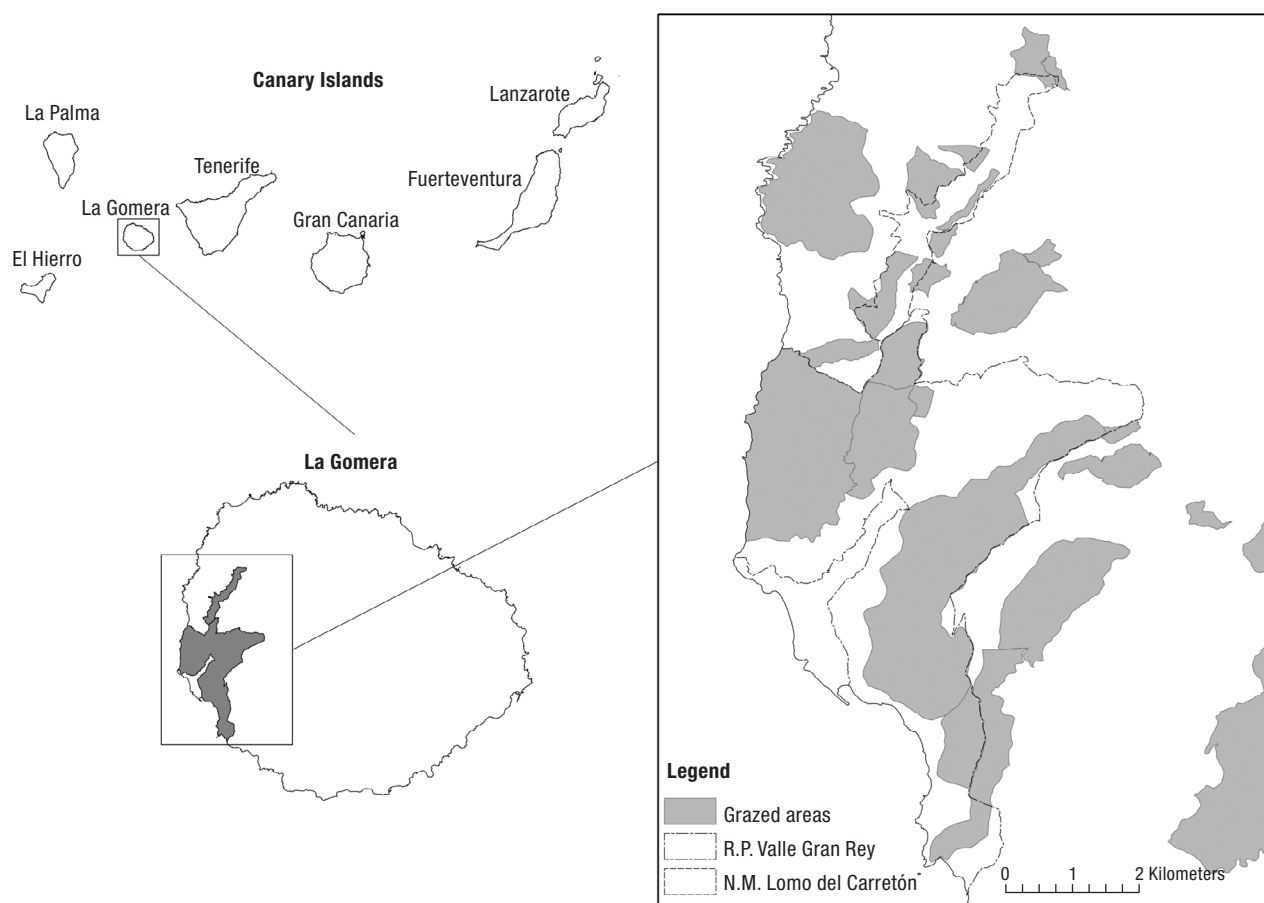 Canary Islands
Lanzarote
La Palma
Tenerife
Fuerteventura
La Gomera
Gran Canaria
El Hierro
La Gomera
Legend
Grazed areas
R.P. Valle Gran Rey
N.M. Lomo del Carretón
0 1 2 Kilometers